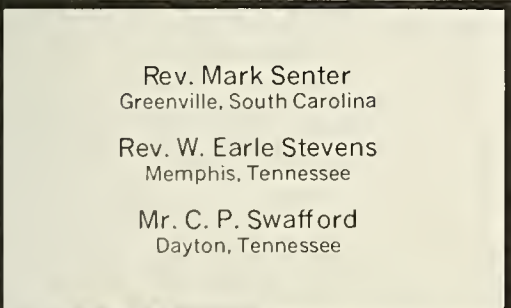 Rev. Mark Senter
Greenville, South Carolina
Rev. W. Earle Stevens
Memphis, Tennessee
Mr. C. P. Swafford
Dayton, Tennessee